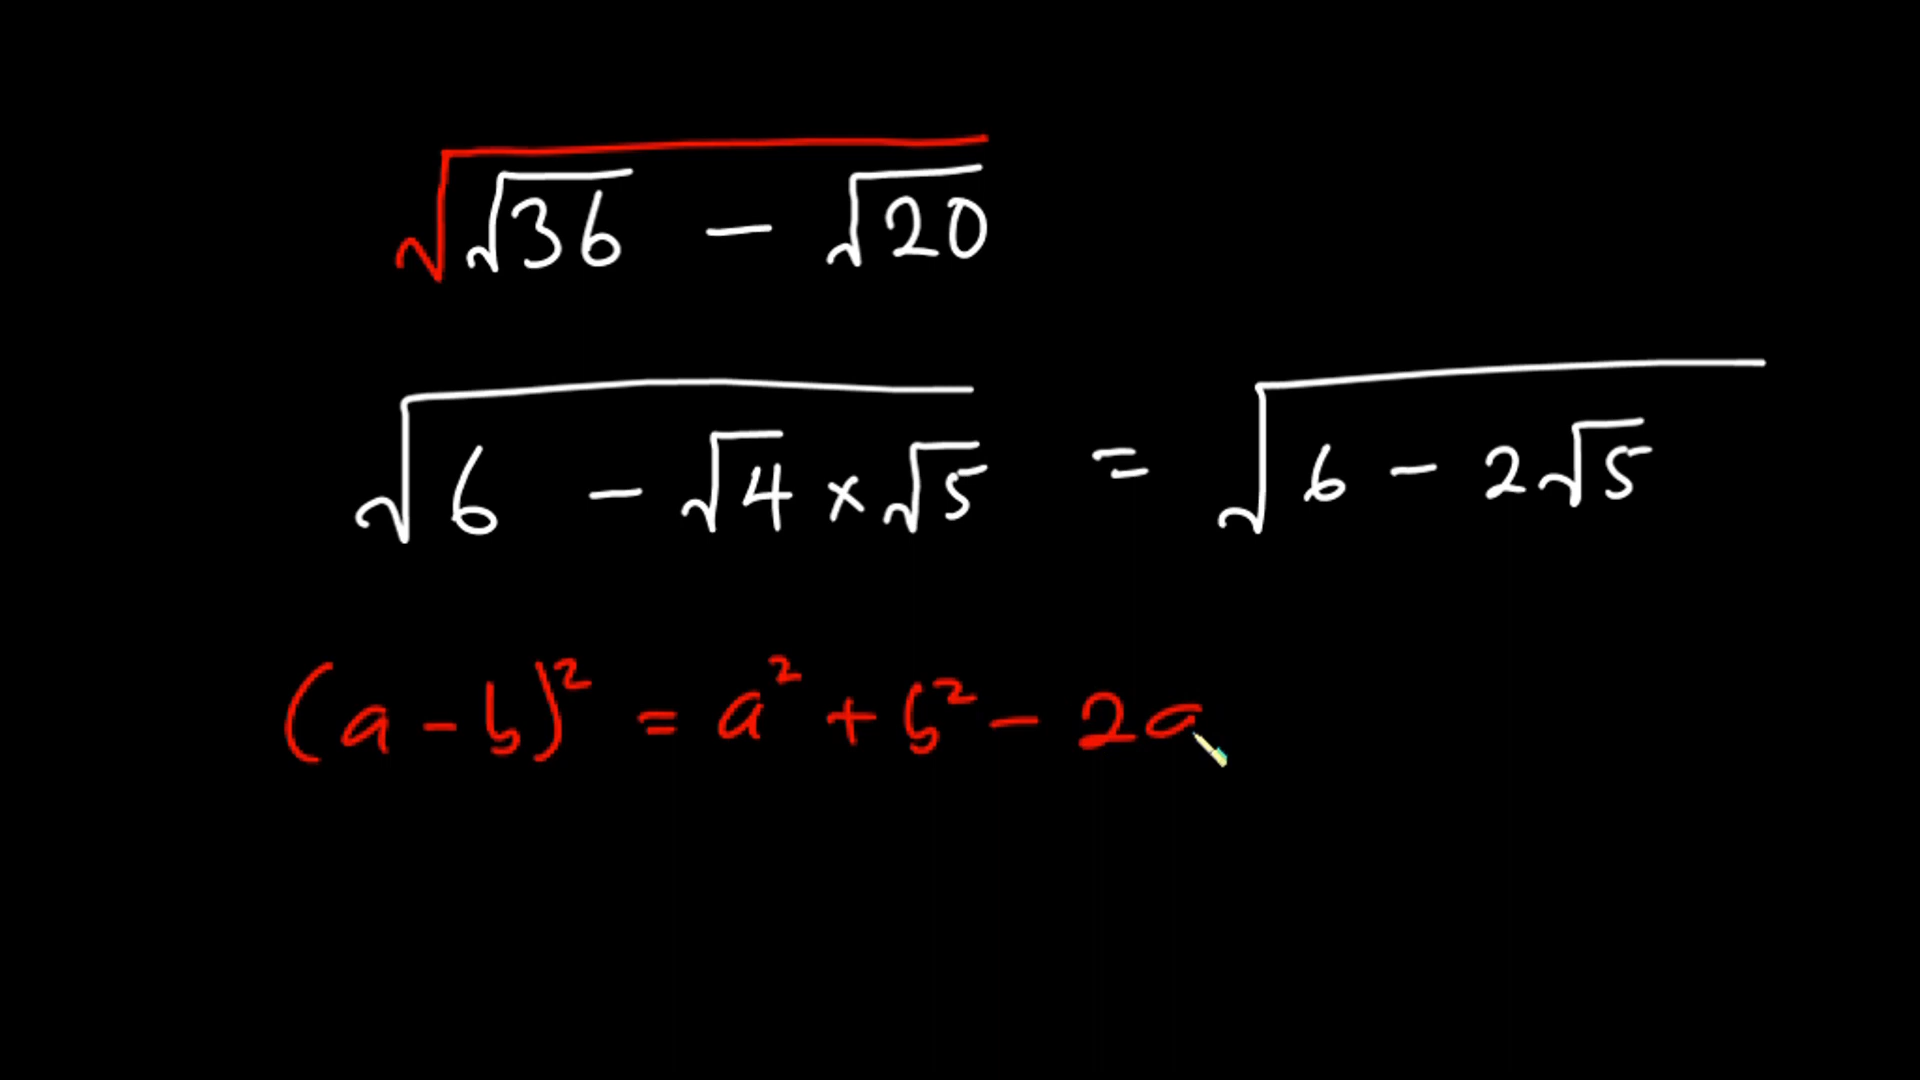 √(√36 − √20)
√(6 − √4 × √5) = √(6 − 2√5)
(a − b)² = a² + b² − 2a